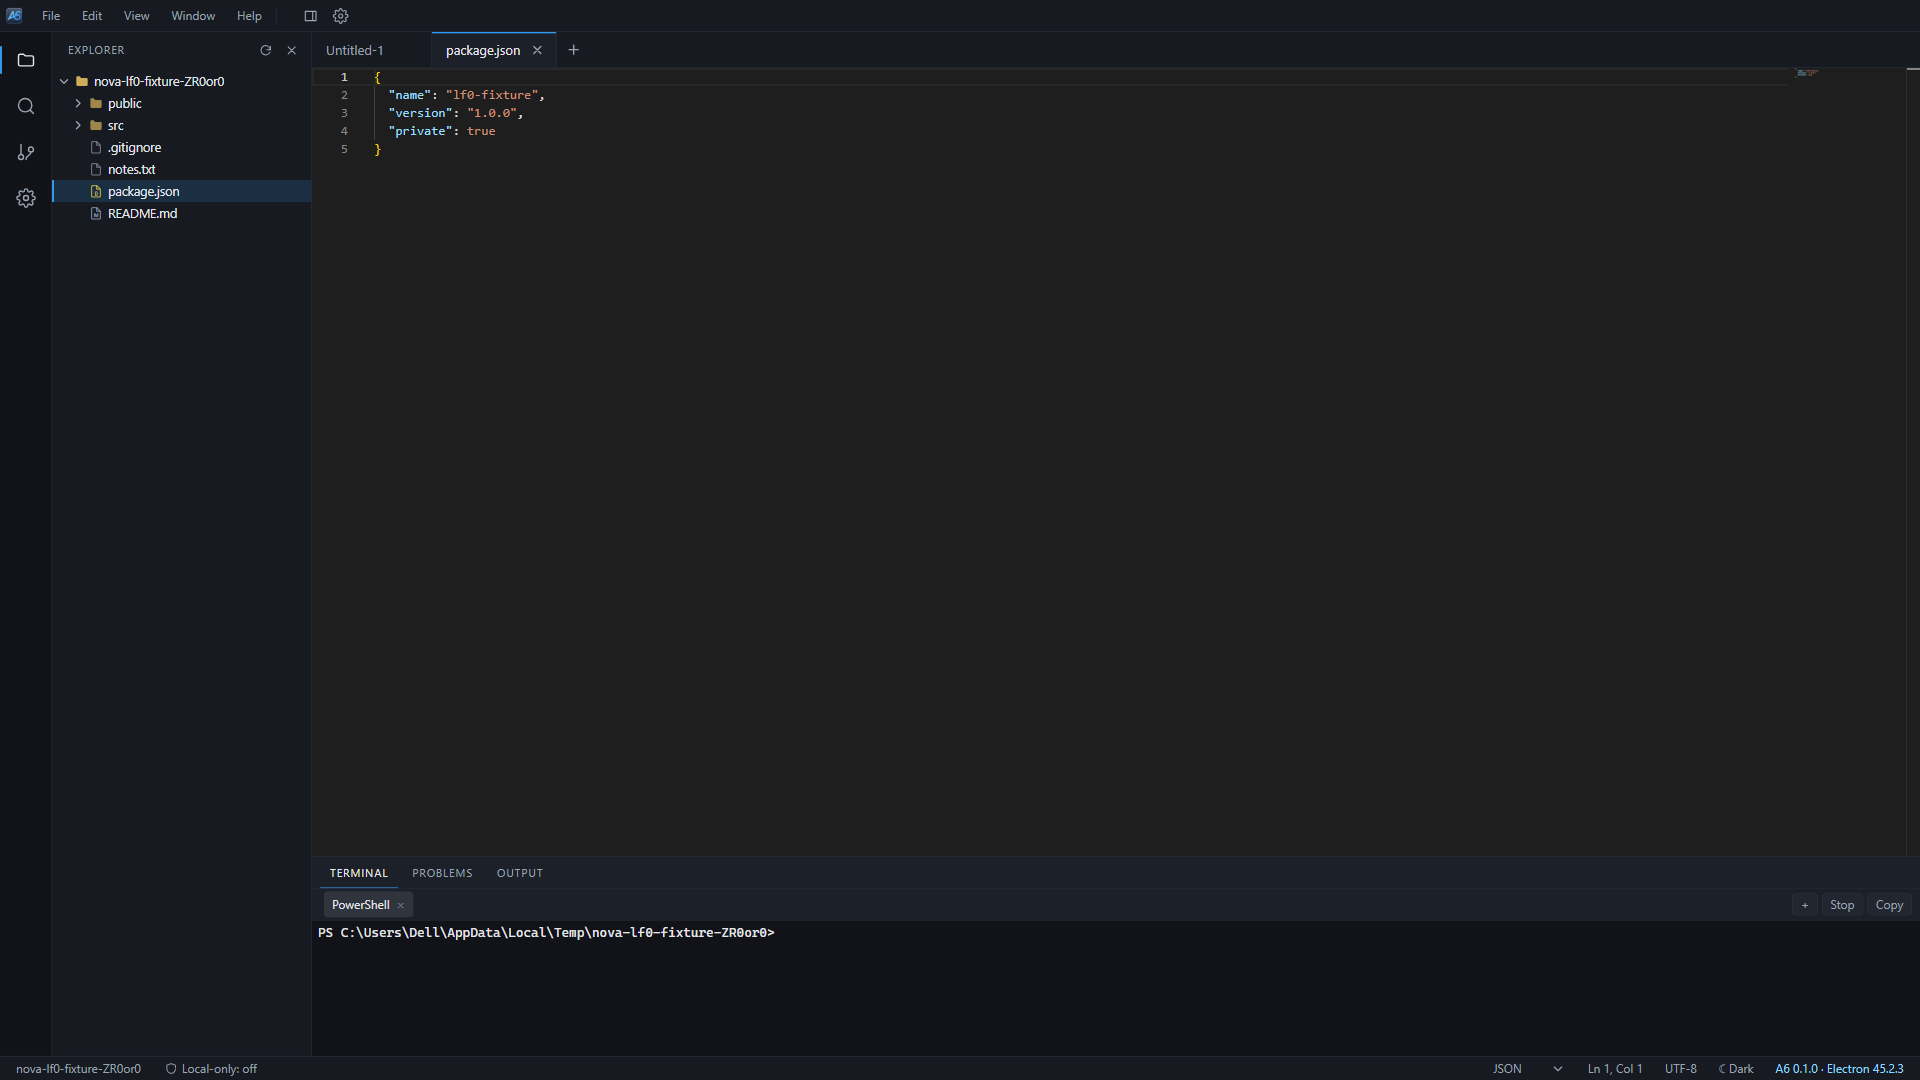 A6 File Edit View Window Help
EXPLORER
nova-lf0-fixture-ZR0or0
public
src
.gitignore
notes.txt
package.json
README.md
Untitled-1 package.json
1 {
2 "name": "lf0-fixture",
3 "version": "1.0.0",
4 "private": true
5 }
TERMINAL PROBLEMS OUTPUT
PowerShell + Stop Copy
PS C:\Users\Dell\AppData\Local\Temp\nova-lf0-fixture-ZR0or0>
nova-lf0-fixture-ZR0or0 Local-only: off JSON Ln 1, Col 1 UTF-8 Dark A6 0.1.0 · Electron 45.2.3